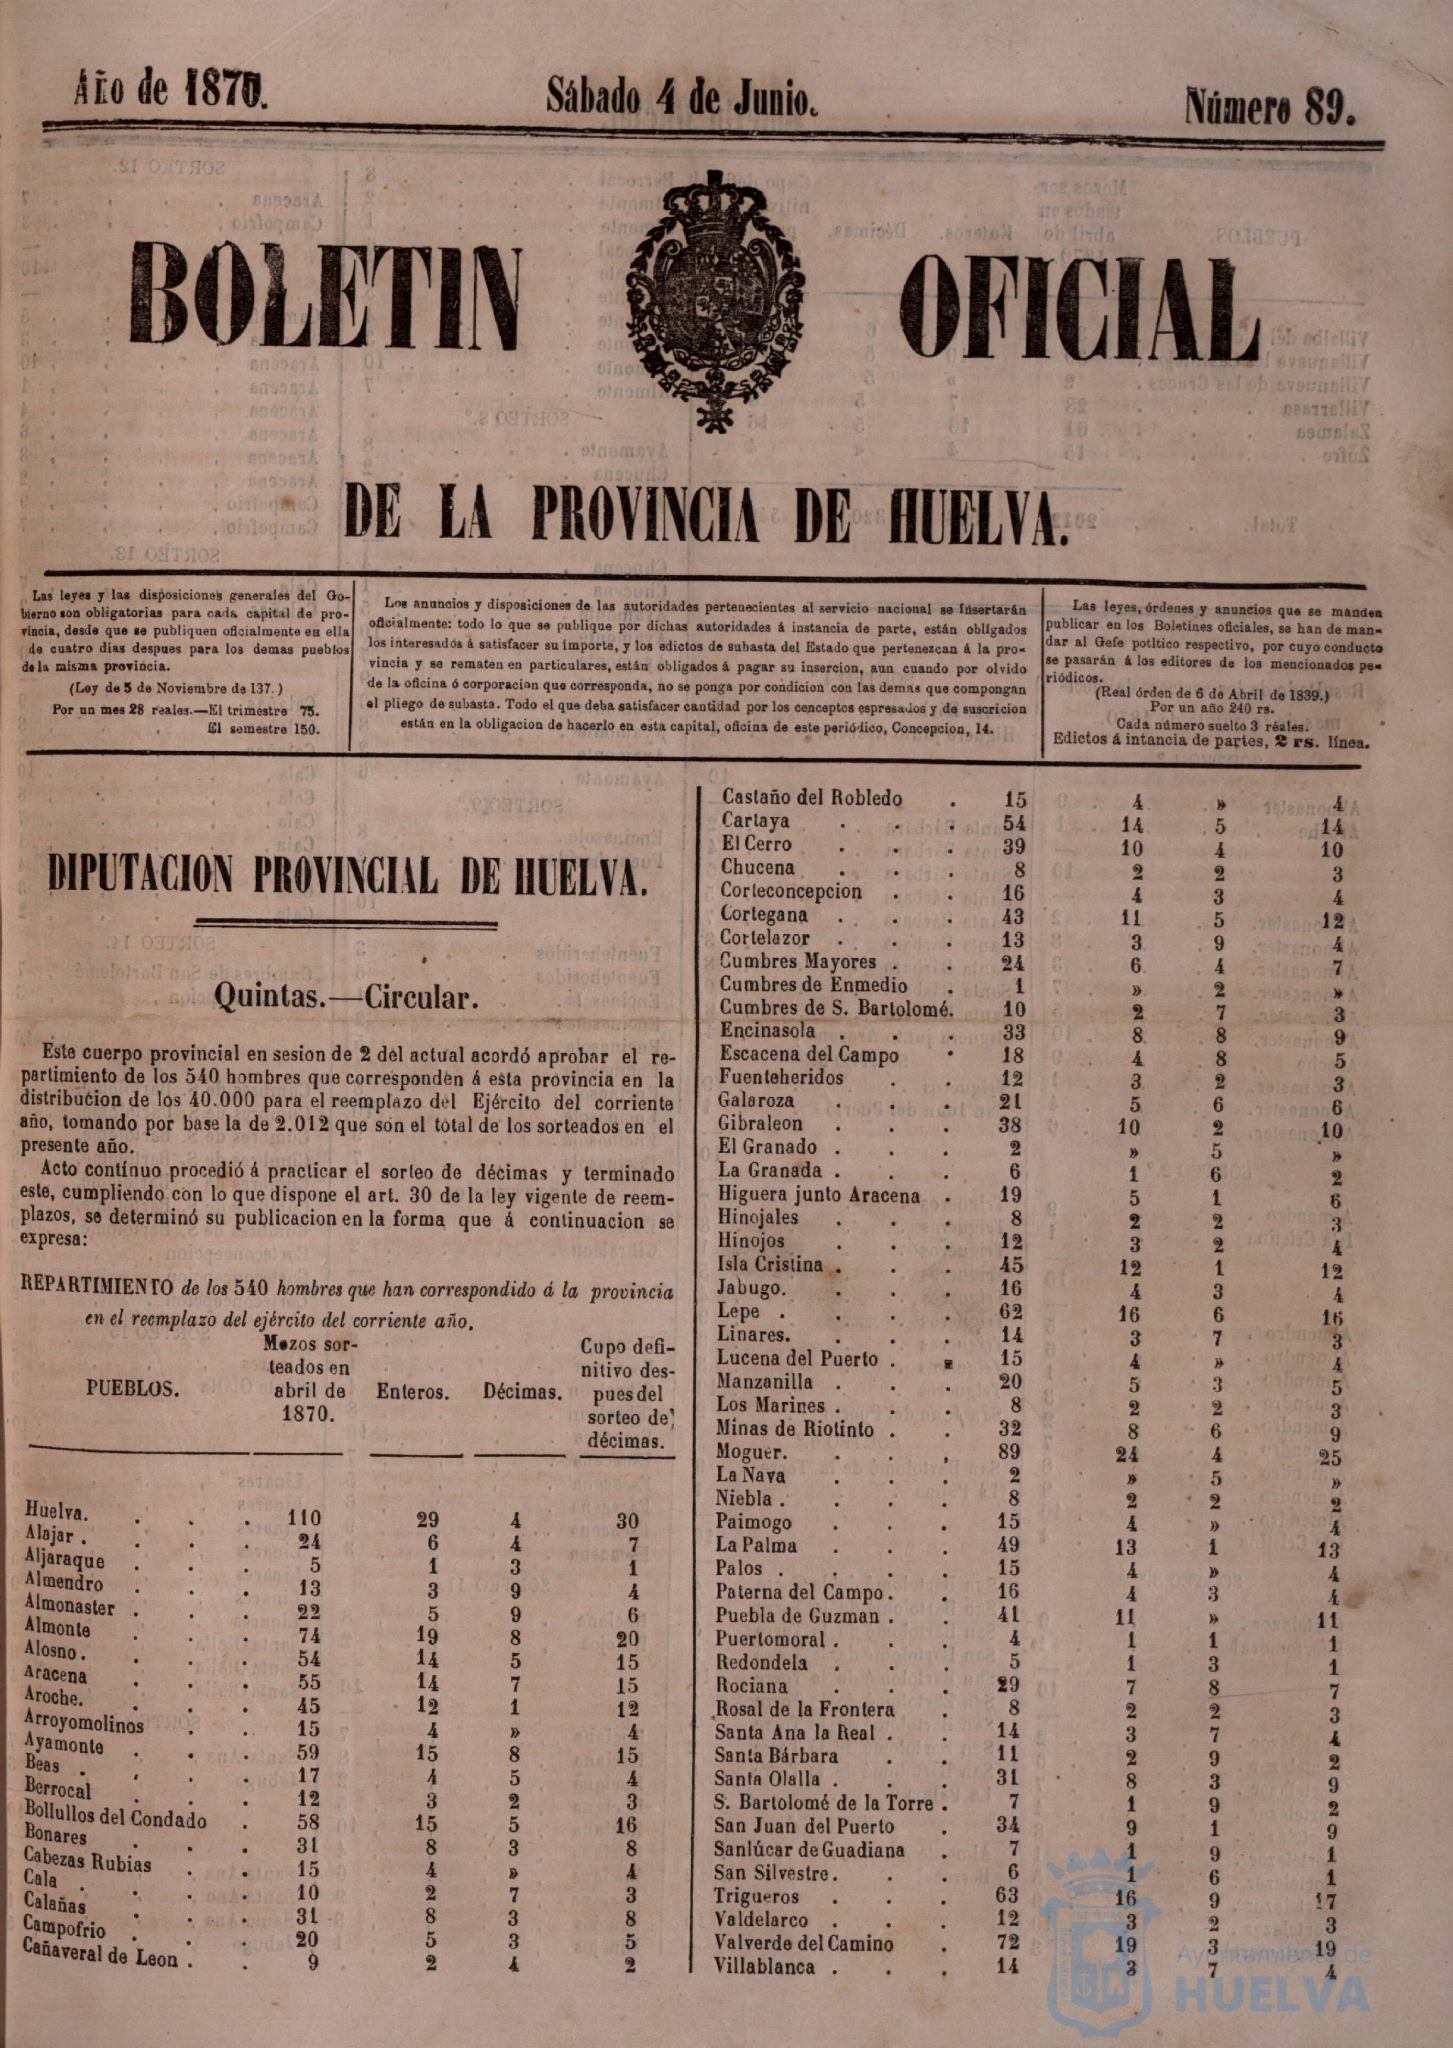 Año de 1870.
Sábado 4 de Junio.
Número 89.
BOLETIN OFICIAL
DE LA PROVINCIA DE HUELVA.
Las leyes y las disposiciones generales del Go-
bierno son obligatorias para cada capital de pro-
vincia, desde que se publiquen oficialmente en ella
de cuatro dias despues para los demas pueblos
de la misma provincia.
(Ley de 5 de Noviembre de 137.)
Por un mes 28 reales.—El trimestre 75.
El semestre 150.
Los anuncios y disposiciones de las autoridades pertenecientes al servicio nacional se insertarán
oficialmente: todo lo que se publique por dichas autoridades á instancia de parte, están obligados
los interesados á satisfacer su importe, y los edictos de subasta del Estado que pertenezcan á la pro-
vincia y se rematen en particulares, están obligados á pagar su insercion, aun cuando por olvido
de la oficina ó corporacion que corresponda, no se ponga por condicion con las demas que compongan
el pliego de subasta. Todo el que deba satisfacer cantidad por los cenceptos espresados y de suscricion
están en la obligacion de hacerlo en esta capital, oficina de este periódico, Concepcion, 14.
Las leyes, órdenes y anuncios que se manden
publicar en los Boletines oficiales, se han de man-
dar al Gefe potltico respectivo, por cuyo conducto
se pasarán á los editores de los mencionados pe-
riódicos.
(Real órden de 6 de Abril de 1839.)
Por un año 240 rs.
Cada número suelto 3 reales.
Edictos á intancia de partes, 2 rs. línea.
DIPUTACION PROVINCIAL DE HUELVA.
Quintas.—Circular.
Este cuerpo provincial en sesion de 2 del actual acordó aprobar el re-
partimiento de los 540 hombres que corresponden á esta provincia en la
distribucion de los 40.000 para el reemplazo del Ejército del corriente
año, tomando por base la de 2.012 que son el total de los sorteados en el
presente año.
Acto contínuo procedió á practicar el sorteo de décimas y terminado
este, cumpliendo con lo que dispone el art. 30 de la ley vigente de reem-
plazos, se determinó su publicacion en la forma que á continuacion se
expresa:
REPARTIMIENTO de los 540 hombres que han correspondido á la provincia
en el reemplazo del ejército del corriente año.
PUEBLOS.
Mozos sor-
teados en
abril de
1870.
Enteros.
Décimas.
Cupo defi-
nitivo des-
pues del
sorteo de
décimas.
Huelva. . . . 110 29 4 30
Alajar . . . . 24 6 4 7
Aljaraque . . . 5 1 3 1
Almendro . . . 13 3 9 4
Almonaster . . . 22 5 9 6
Almonte . . . 74 19 8 20
Alosno . . . . 54 14 5 15
Aracena . . . 55 14 7 15
Aroche. . . . 45 12 1 12
Arroyomolinos . . 15 4 » 4
Ayamonte . . . 59 15 8 15
Beas . . . . 17 4 5 4
Berrocal . . . 12 3 2 3
Bollullos del Condado . 58 15 5 16
Bonares . . . 31 8 3 8
Cabezas Rubias . . 15 4 » 4
Cala . . . . 10 2 7 3
Calañas . . . 31 8 3 8
Campofrio . . . 20 5 3 5
Cañaveral de Leon . . 9 2 4 2
Castaño del Robledo . 15 4 » 4
Cartaya . . . 54 14 5 14
El Cerro . . . 39 10 4 10
Chucena . . . 8 2 2 3
Corteconcepcion . . 16 4 3 4
Cortegana . . . 43 11 5 12
Cortelazor . . . 13 3 9 4
Cumbres Mayores . . 24 6 4 7
Cumbres de Enmedio . 1 » 2 »
Cumbres de S. Bartolomé. 10 2 7 3
Encinasola . . . 33 8 8 9
Escacena del Campo . 18 4 8 5
Fuenteheridos . . 12 3 2 3
Galaroza . . . 21 5 6 6
Gibraleon . . . 38 10 2 10
El Granado . . . 2 » 5 »
La Granada . . . 6 1 6 2
Higuera junto Aracena . 19 5 1 6
Hinojales . . . 8 2 2 3
Hinojos . . . 12 3 2 4
Isla Cristina . . . 45 12 1 12
Jabugo. . . . 16 4 3 4
Lepe . . . . 62 16 6 16
Linares. . . . 14 3 7 3
Lucena del Puerto . . 15 4 » 4
Manzanilla . . . 20 5 3 5
Los Marines . . . 8 2 2 3
Minas de Riotinto . . 32 8 6 9
Moguer. . . . 89 24 4 25
La Nava . . . 2 » 5 »
Niebla . . . . 8 2 2 2
Paimogo . . . 15 4 » 4
La Palma . . . 49 13 1 13
Palos . . . . 15 4 » 4
Paterna del Campo . . 16 4 3 4
Puebla de Guzman . . 41 11 » 11
Puertomoral . . . 4 1 1 1
Redondela . . . 5 1 3 1
Rociana . . . 29 7 8 7
Rosal de la Frontera . 8 2 2 3
Santa Ana la Real . . 14 3 7 4
Santa Bárbara . . 11 2 9 2
Santa Olalla . . . 31 8 3 9
S. Bartolomé de la Torre . 7 1 9 2
San Juan del Puerto . 34 9 1 9
Sanlúcar de Guadiana . 7 1 9 1
San Silvestre. . . 6 1 6 1
Trigueros . . . 63 16 9 17
Valdelarco . . . 12 3 2 3
Valverde del Camino . 72 19 3 19
Villablanca . . . 14 3 7 4
Ayuntamiento de
HUELVA